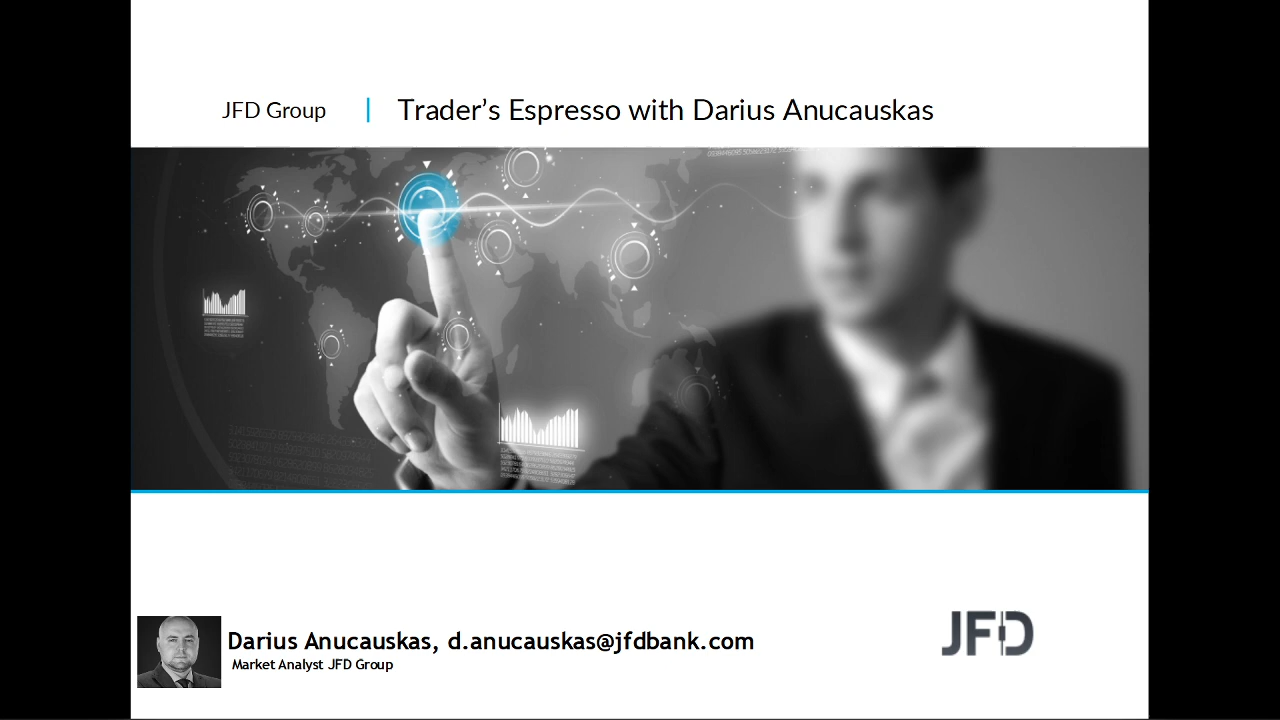 JFD Group | Trader's Espresso with Darius Anucauskas
Darius Anucauskas, d.anucauskas@jfdbank.com
Market Analyst JFD Group
JFD